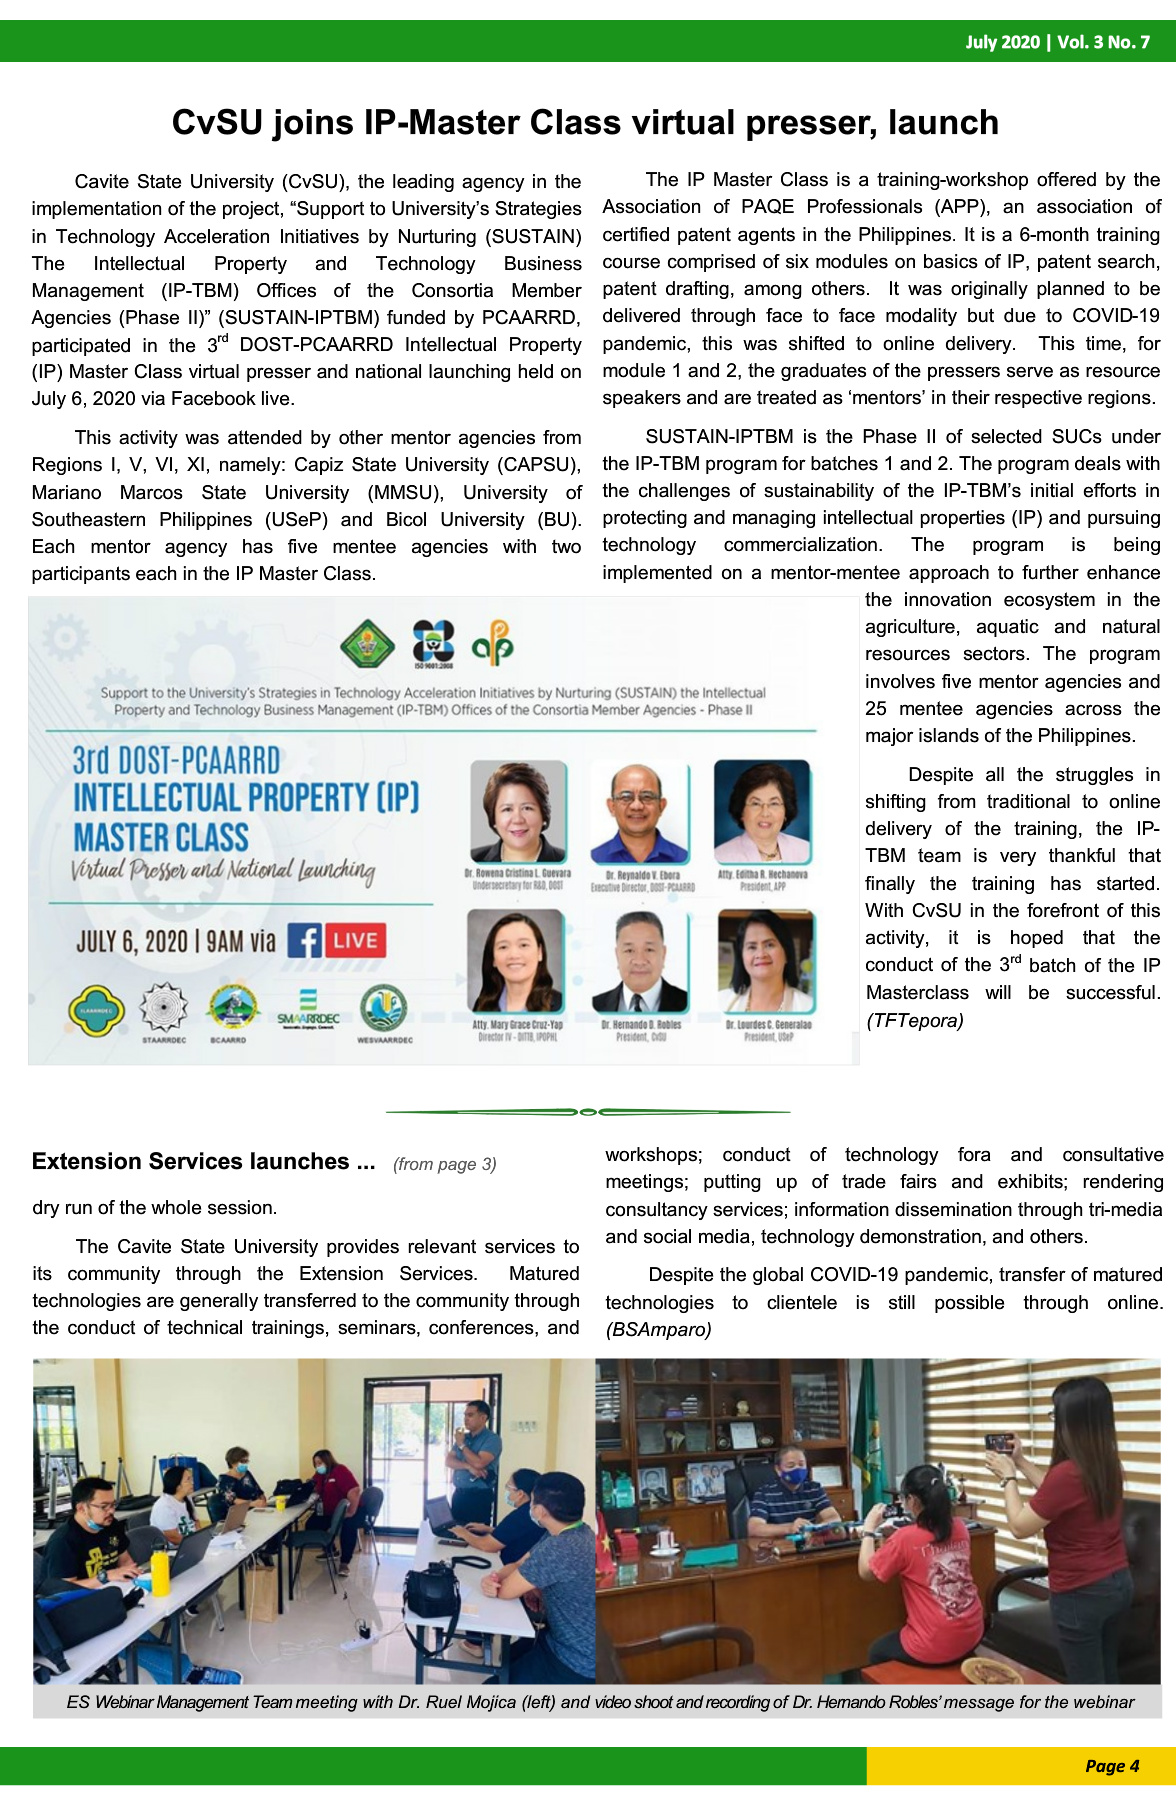 July 2020 | Vol. 3 No. 7
CvSU joins IP-Master Class virtual presser, launch
Cavite State University (CvSU), the leading agency in the
implementation of the project, “Support to University’s Strategies
in Technology Acceleration Initiatives by Nurturing (SUSTAIN)
The Intellectual Property and Technology Business
Management (IP-TBM) Offices of the Consortia Member
Agencies (Phase II)” (SUSTAIN-IPTBM) funded by PCAARRD,
participated in the 3rd DOST-PCAARRD Intellectual Property
(IP) Master Class virtual presser and national launching held on
July 6, 2020 via Facebook live.
This activity was attended by other mentor agencies from
Regions I, V, VI, XI, namely: Capiz State University (CAPSU),
Mariano Marcos State University (MMSU), University of
Southeastern Philippines (USeP) and Bicol University (BU).
Each mentor agency has five mentee agencies with two
participants each in the IP Master Class.
The IP Master Class is a training-workshop offered by the
Association of PAQE Professionals (APP), an association of
certified patent agents in the Philippines. It is a 6-month training
course comprised of six modules on basics of IP, patent search,
patent drafting, among others. It was originally planned to be
delivered through face to face modality but due to COVID-19
pandemic, this was shifted to online delivery. This time, for
module 1 and 2, the graduates of the pressers serve as resource
speakers and are treated as ‘mentors’ in their respective regions.
SUSTAIN-IPTBM is the Phase II of selected SUCs under
the IP-TBM program for batches 1 and 2. The program deals with
the challenges of sustainability of the IP-TBM’s initial efforts in
protecting and managing intellectual properties (IP) and pursuing
technology commercialization. The program is being
implemented on a mentor-mentee approach to further enhance
the innovation ecosystem in the
agriculture, aquatic and natural
resources sectors. The program
involves five mentor agencies and
25 mentee agencies across the
major islands of the Philippines.
Despite all the struggles in
shifting from traditional to online
delivery of the training, the IP-
TBM team is very thankful that
finally the training has started.
With CvSU in the forefront of this
activity, it is hoped that the
conduct of the 3rd batch of the IP
Masterclass will be successful.
(TFTepora)
ISO 9001:2008
Support to the University's Strategies in Technology Acceleration Initiatives by Nurturing (SUSTAIN) the Intellectual
Property and Technology Business Management (IP-TBM) Offices of the Consortia Member Agencies - Phase II
3rd DOST-PCAARRD
INTELLECTUAL PROPERTY (IP)
MASTER CLASS
Virtual Presser and National Launching
JULY 6, 2020 | 9AM via f LIVE
Dr. Rowena Cristina L. Guevara
Undersecretary for R&D, DOST
Dr. Reynaldo V. Ebora
Executive Director, DOST-PCAARRD
Atty. Editha R. Hechanova
President, APP
Atty. Mary Grace Cruz-Yap
Director IV - DITTB, IPOPHL
Dr. Hernando D. Robles
President, CvSU
Dr. Lourdes C. Generalao
President, USeP
STAARRDEC
BCAARRD
SMAARRDEC
WESVAARRDEC
Extension Services launches ... (from page 3)
dry run of the whole session.
The Cavite State University provides relevant services to
its community through the Extension Services. Matured
technologies are generally transferred to the community through
the conduct of technical trainings, seminars, conferences, and
workshops; conduct of technology fora and consultative
meetings; putting up of trade fairs and exhibits; rendering
consultancy services; information dissemination through tri-media
and social media, technology demonstration, and others.
Despite the global COVID-19 pandemic, transfer of matured
technologies to clientele is still possible through online.
(BSAmparo)
ES Webinar Management Team meeting with Dr. Ruel Mojica (left) and video shoot and recording of Dr. Hernando Robles’ message for the webinar
Page 4